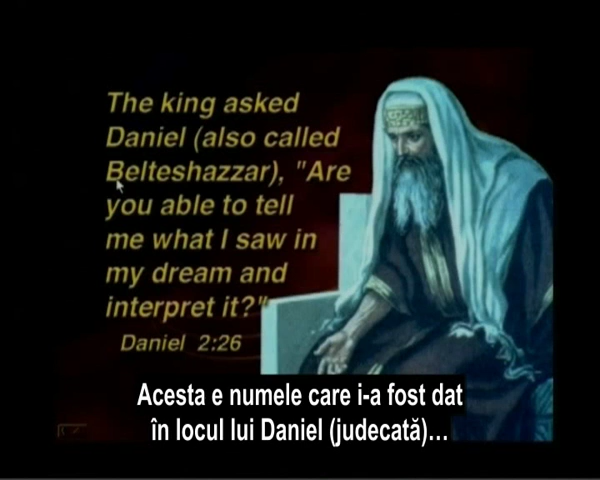 The king asked
Daniel (also called
Belteshazzar), "Are
you able to tell
me what I saw in
my dream and
interpret it?"
Daniel 2:26
Acesta e numele care i-a fost dat
în locul lui Daniel (judecată)...